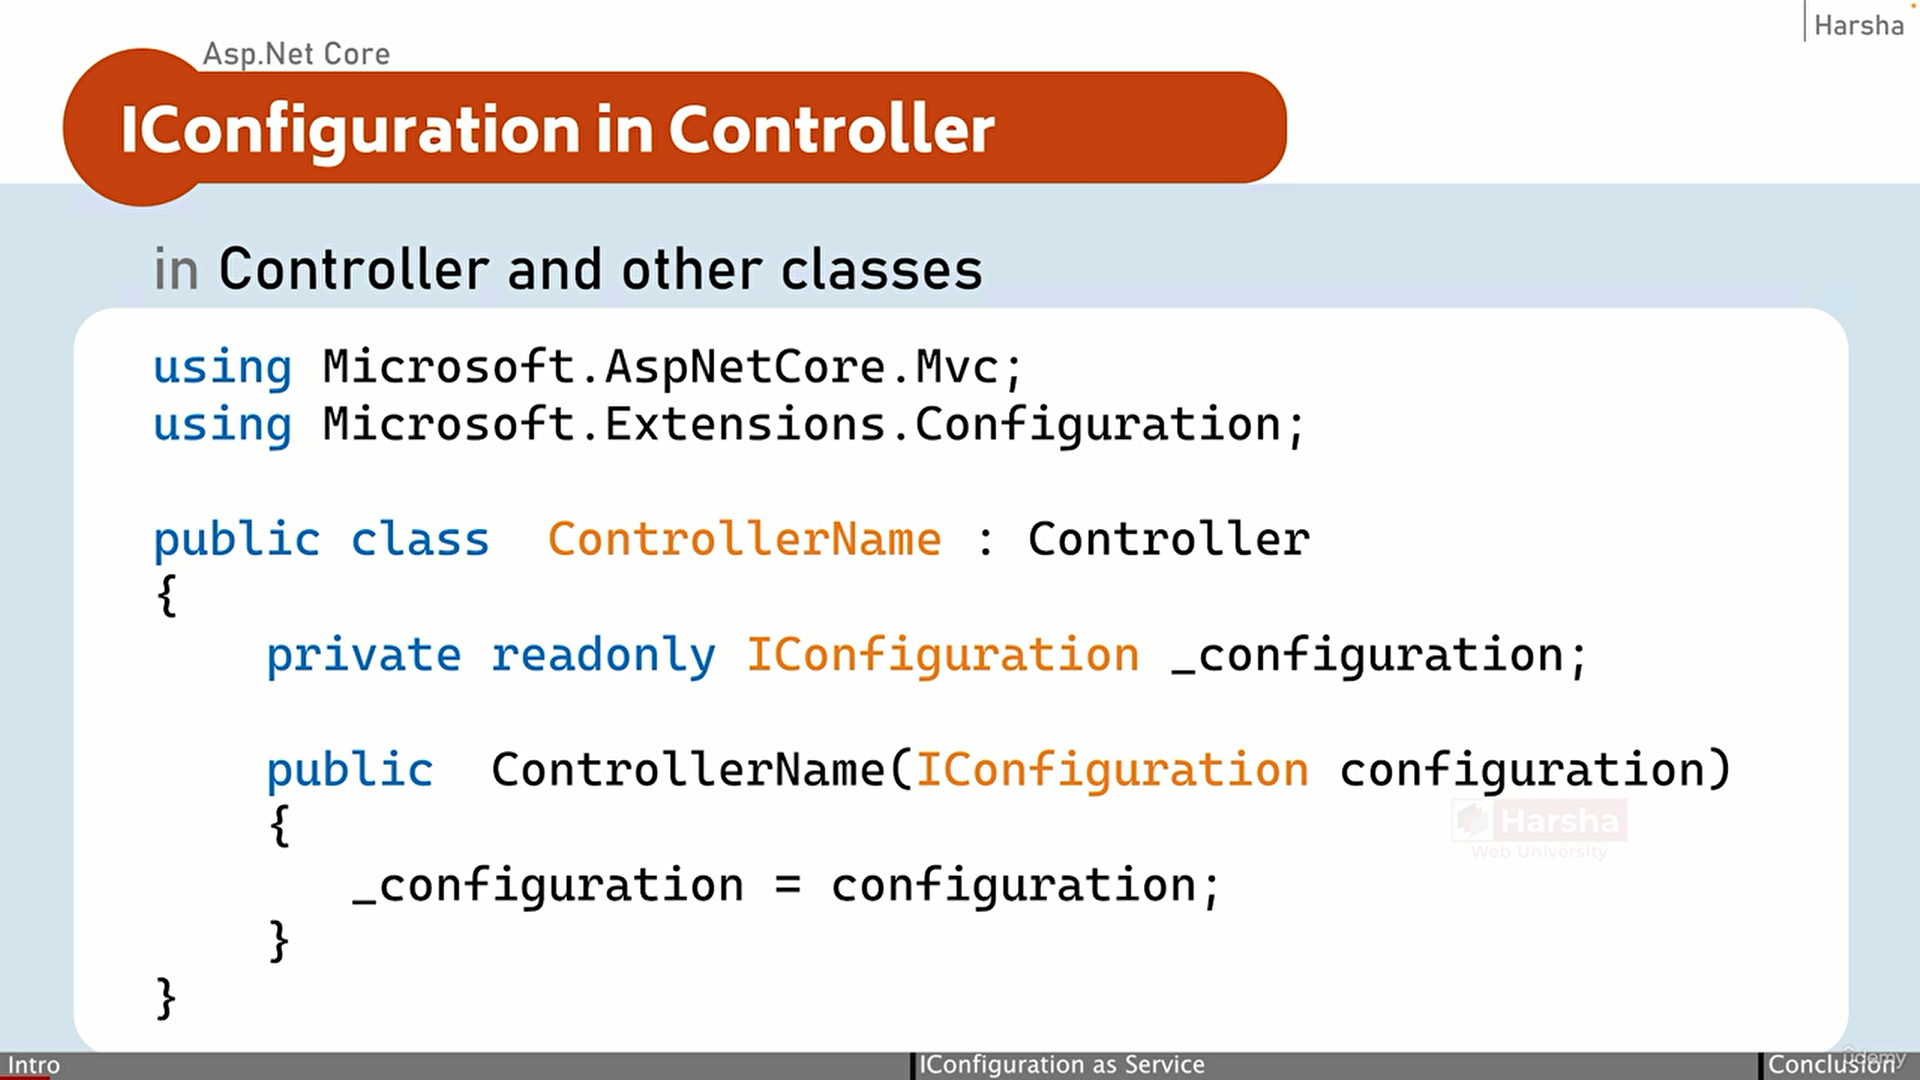 Harsha
Asp.Net Core
IConfiguration in Controller
in Controller and other classes
using Microsoft.AspNetCore.Mvc;
using Microsoft.Extensions.Configuration;
public class  ControllerName : Controller
{
    private readonly IConfiguration _configuration;
    public  ControllerName(IConfiguration configuration)
    {
       _configuration = configuration;
    }
}
Harsha
Web University
Intro
IConfiguration as Service
Conclusion
ûdemy